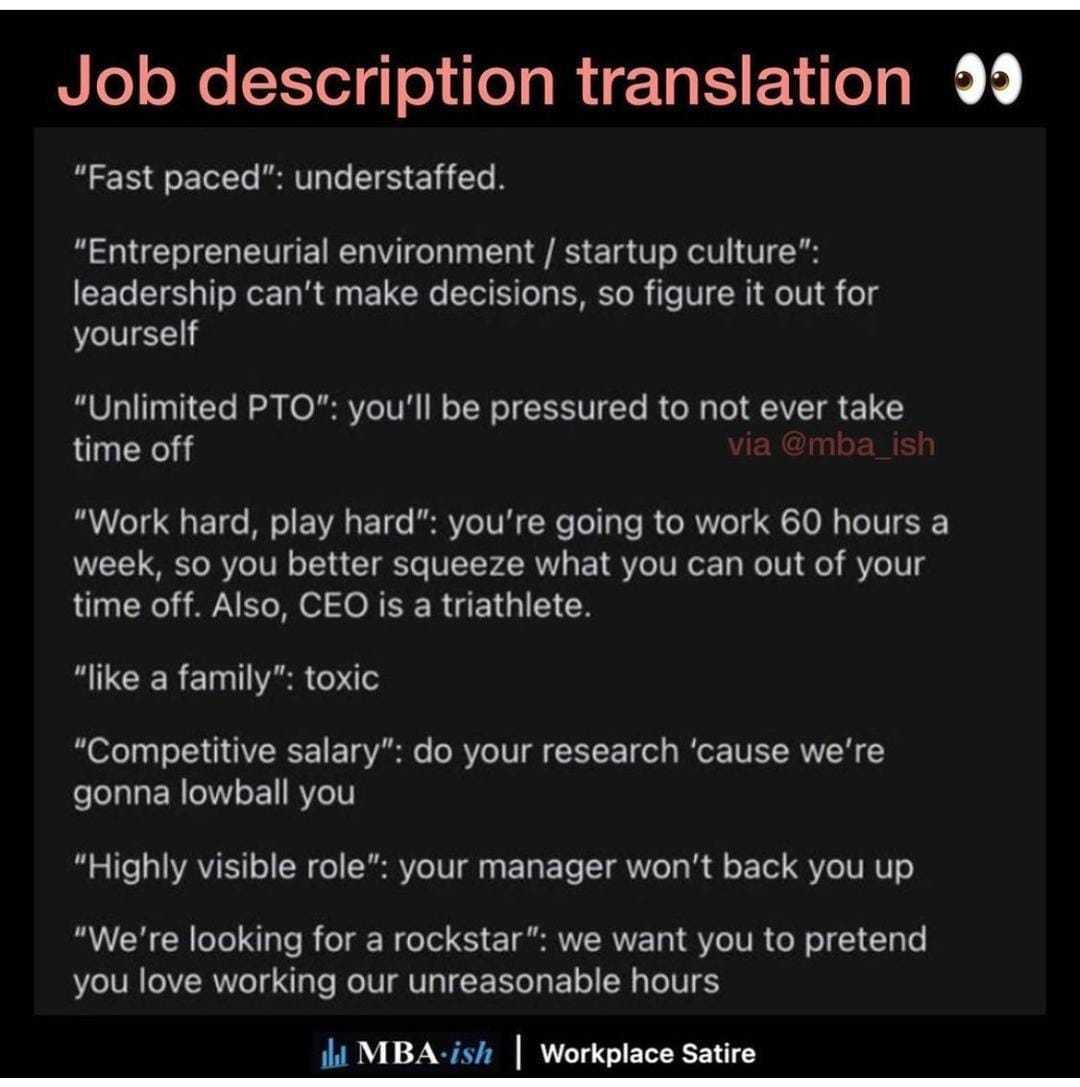 Job description translation 👀
"Fast paced": understaffed.
"Entrepreneurial environment / startup culture":
leadership can't make decisions, so figure it out for
yourself
"Unlimited PTO": you'll be pressured to not ever take
time off
via @mba_ish
"Work hard, play hard": you're going to work 60 hours a
week, so you better squeeze what you can out of your
time off. Also, CEO is a triathlete.
"like a family": toxic
"Competitive salary": do your research 'cause we're
gonna lowball you
"Highly visible role": your manager won't back you up
"We're looking for a rockstar": we want you to pretend
you love working our unreasonable hours
MBA-ish | Workplace Satire